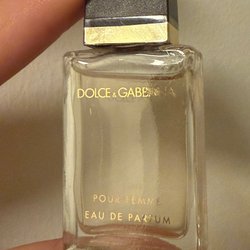 DOLCE & GABBANA
POUR FEMME
EAU DE PARFUM